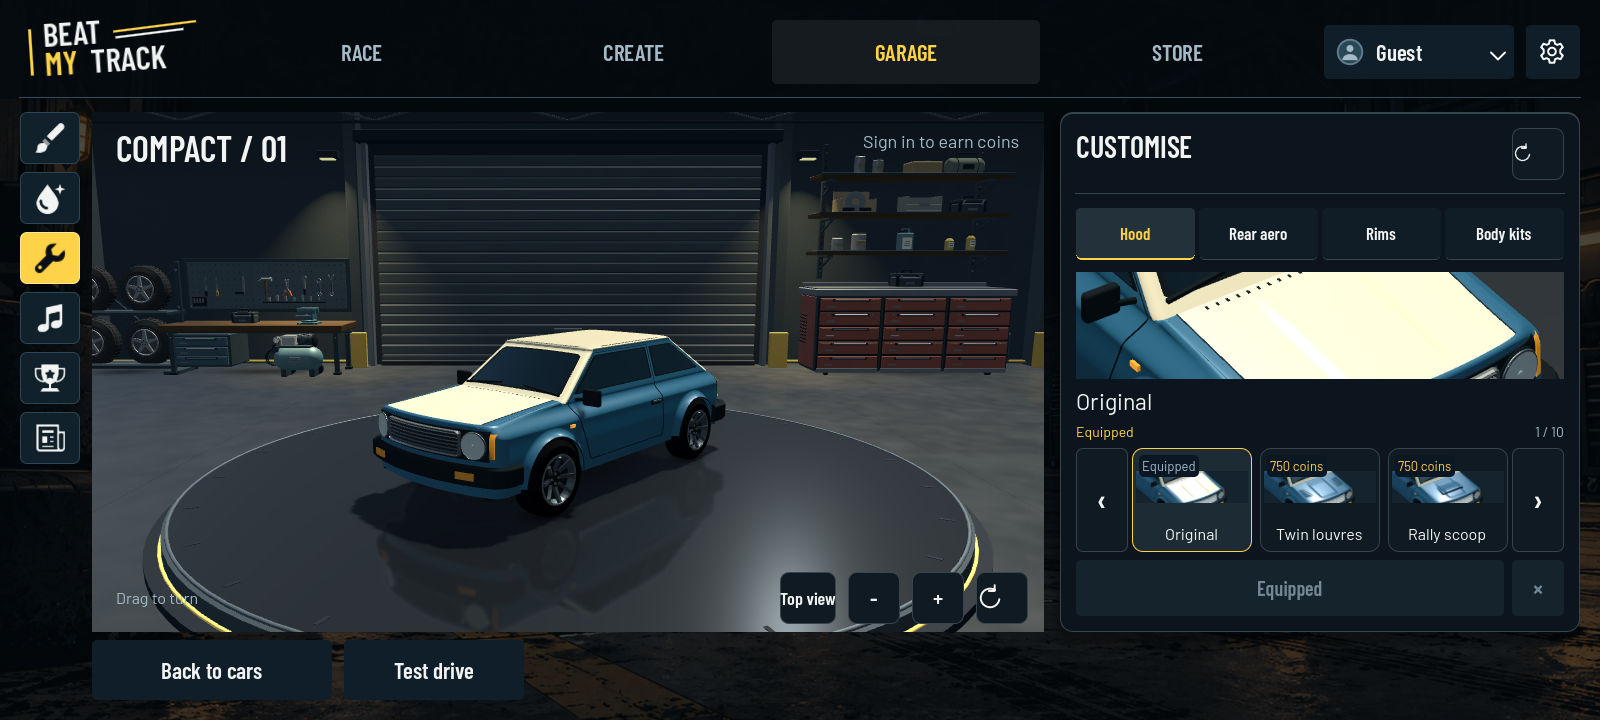 BEAT
MY TRACK
RACE
CREATE
GARAGE
STORE
Guest
COMPACT / 01
Sign in to earn coins
Drag to turn
Top view
-
+
Back to cars
Test drive
CUSTOMISE
Hood
Rear aero
Rims
Body kits
Original
Equipped
1 / 10
‹
Equipped
Original
750 coins
Twin louvres
750 coins
Rally scoop
›
Equipped
×